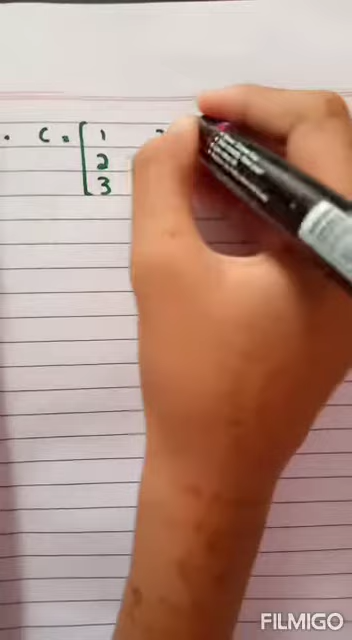 . C = [ 1
2
3
FILMIGO